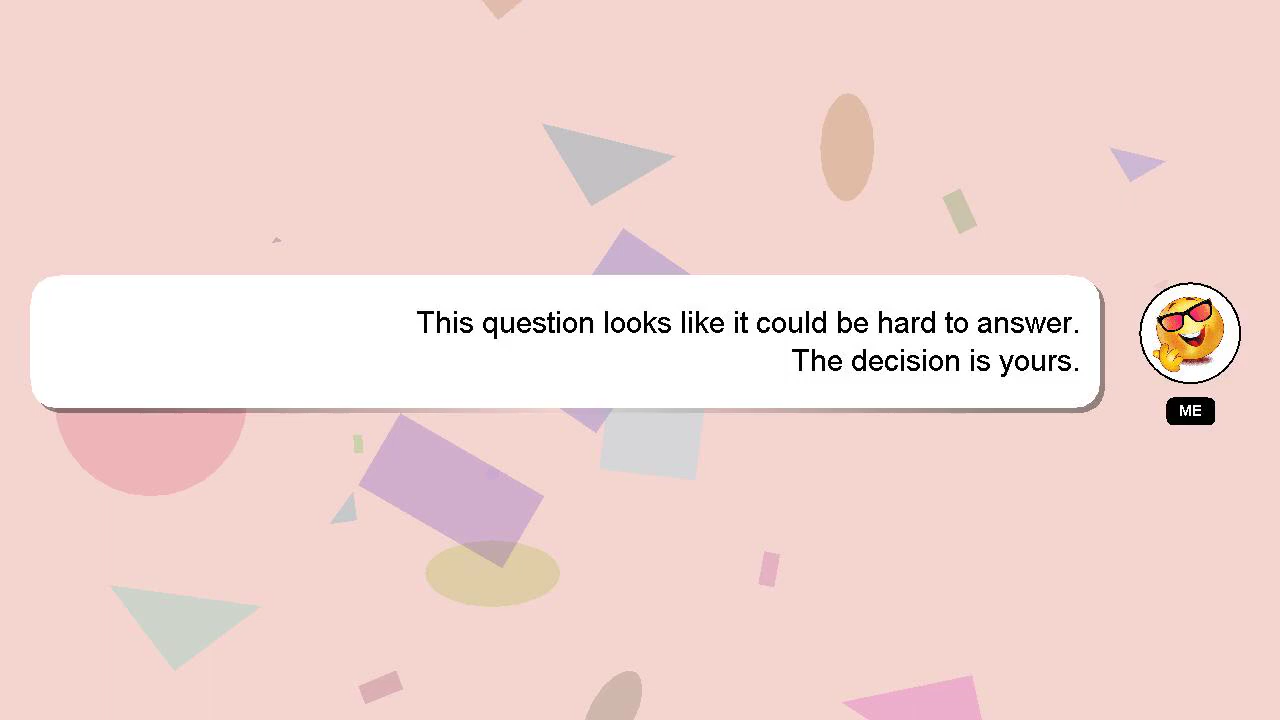 This question looks like it could be hard to answer.
The decision is yours.
ME